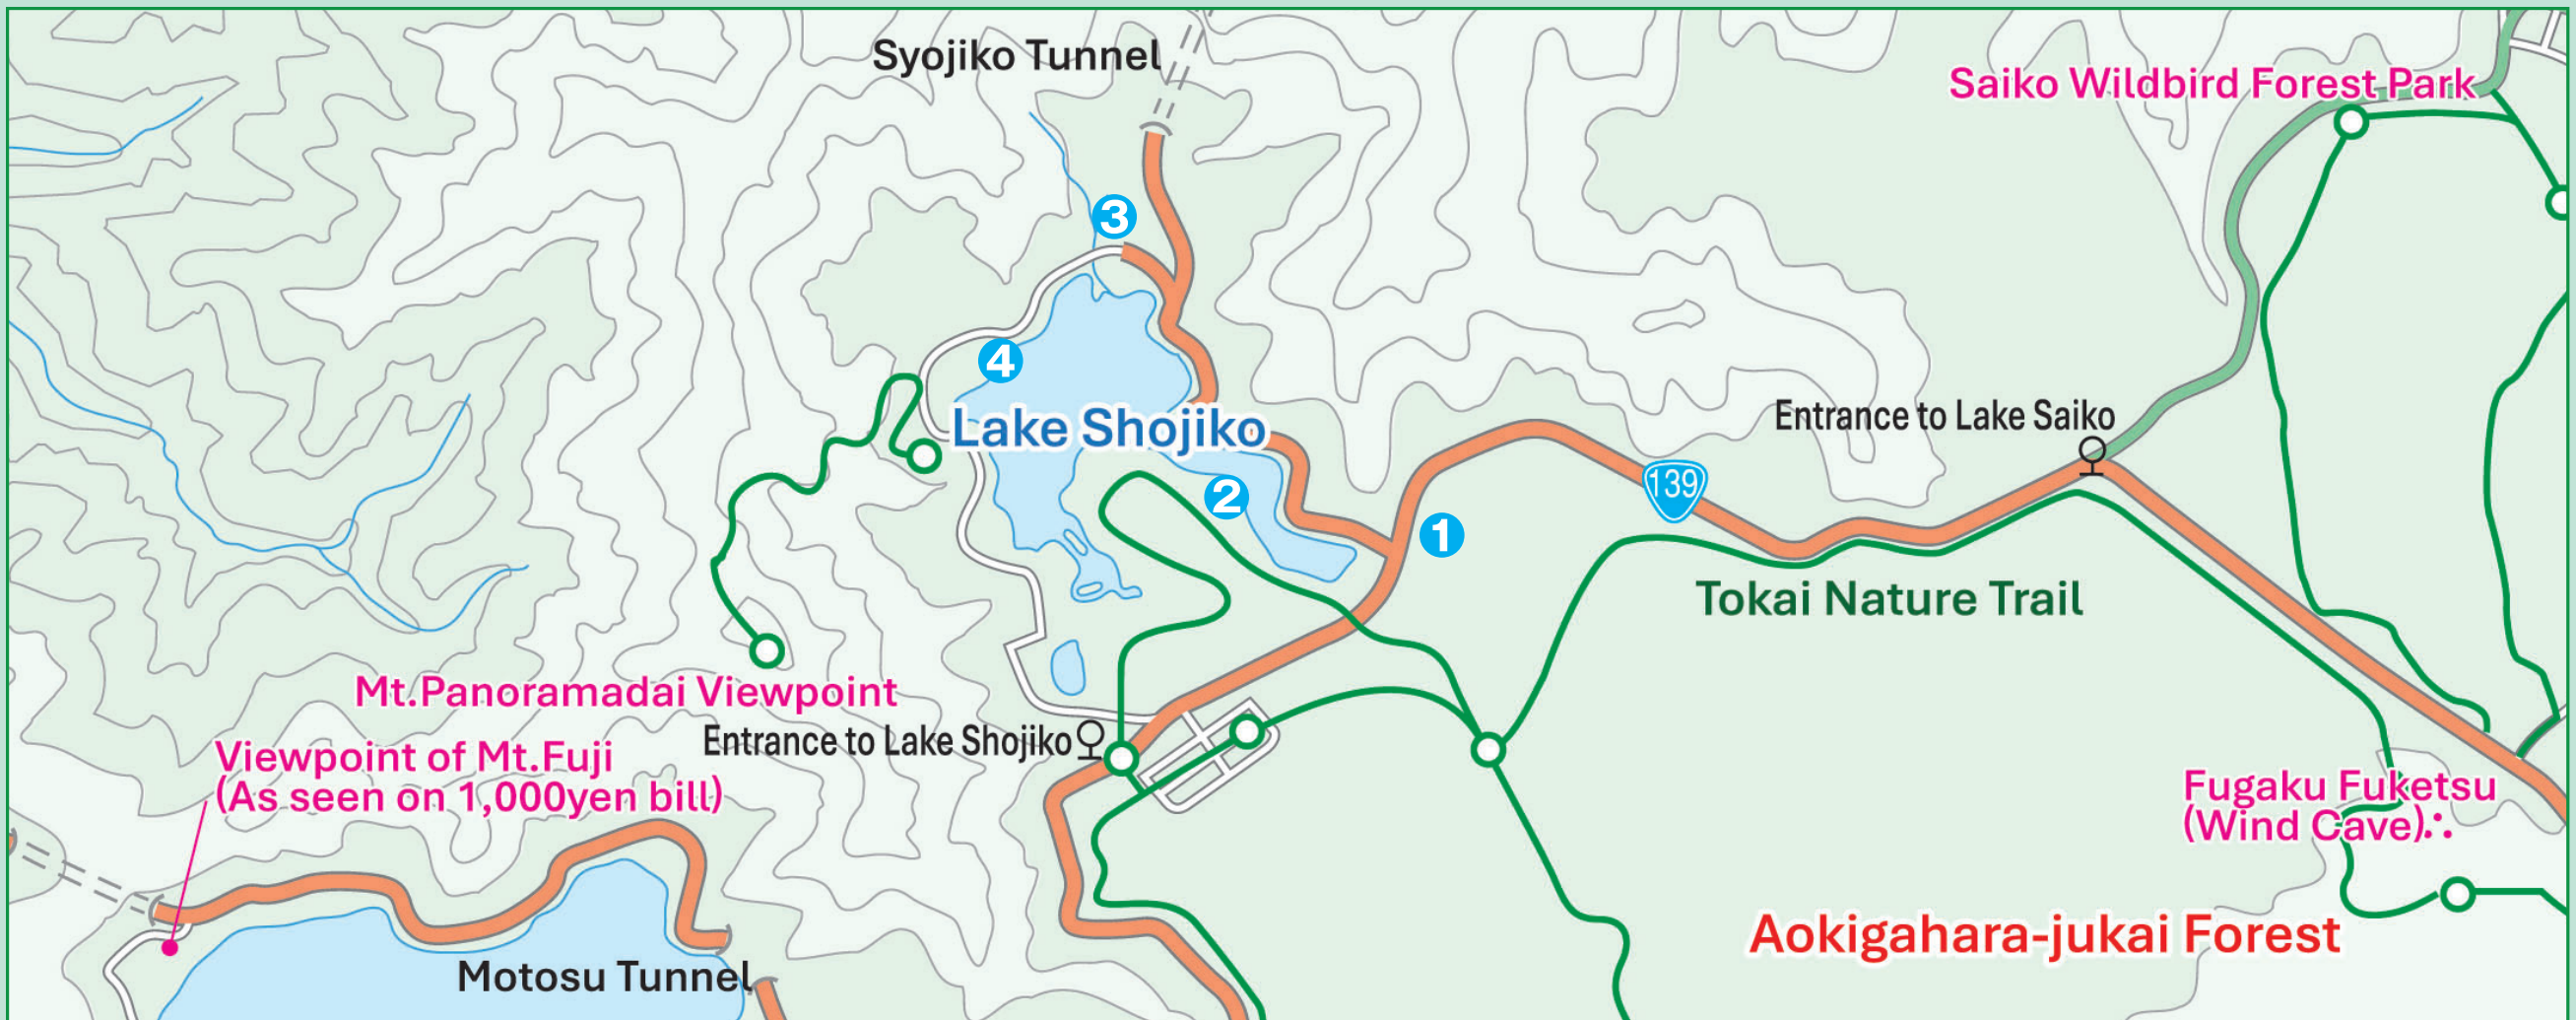 Syojiko Tunnel
Saiko Wildbird Forest Park
3
4
Lake Shojiko
Entrance to Lake Saiko
139
2
1
Tokai Nature Trail
Mt.Panoramadai Viewpoint
Entrance to Lake Shojiko
Viewpoint of Mt.Fuji
(As seen on 1,000yen bill)
Fugaku Fuketsu
(Wind Cave)
Aokigahara-jukai Forest
Motosu Tunnel